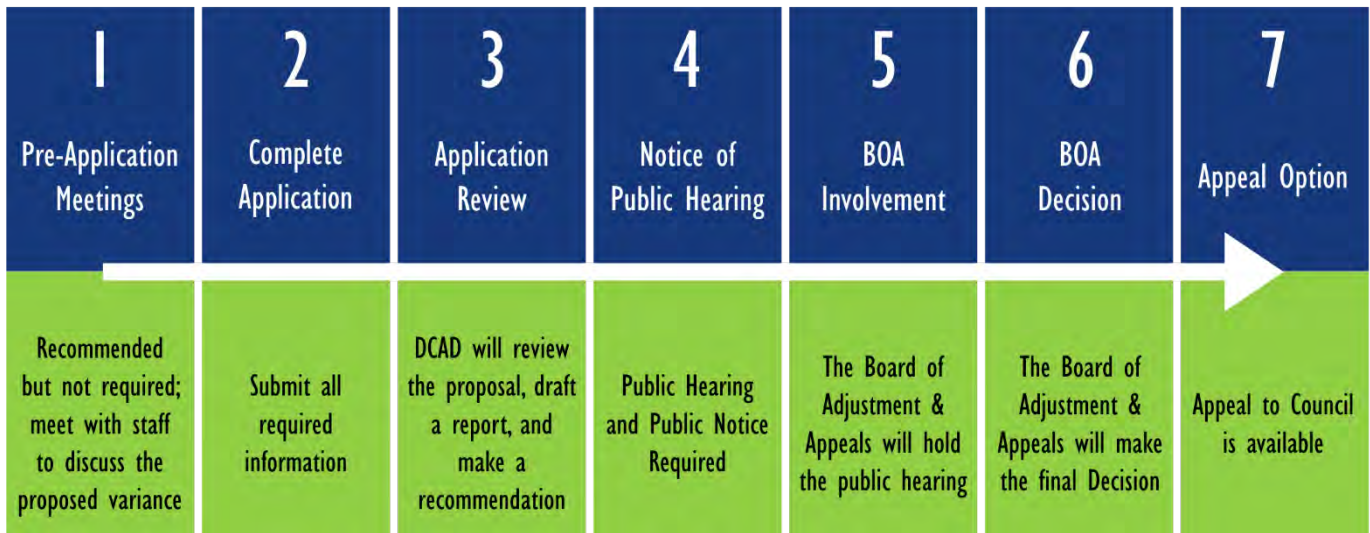 1
Pre-Application
Meetings
Recommended
but not required;
meet with staff
to discuss the
proposed variance
2
Complete
Application
Submit all
required
information
3
Application
Review
DCAD will review
the proposal, draft
a report, and
make a
recommendation
4
Notice of
Public Hearing
Public Hearing
and Public Notice
Required
5
BOA
Involvement
The Board of
Adjustment &
Appeals will hold
the public hearing
6
BOA
Decision
The Board of
Adjustment &
Appeals will make
the final Decision
7
Appeal Option
Appeal to Council
is available